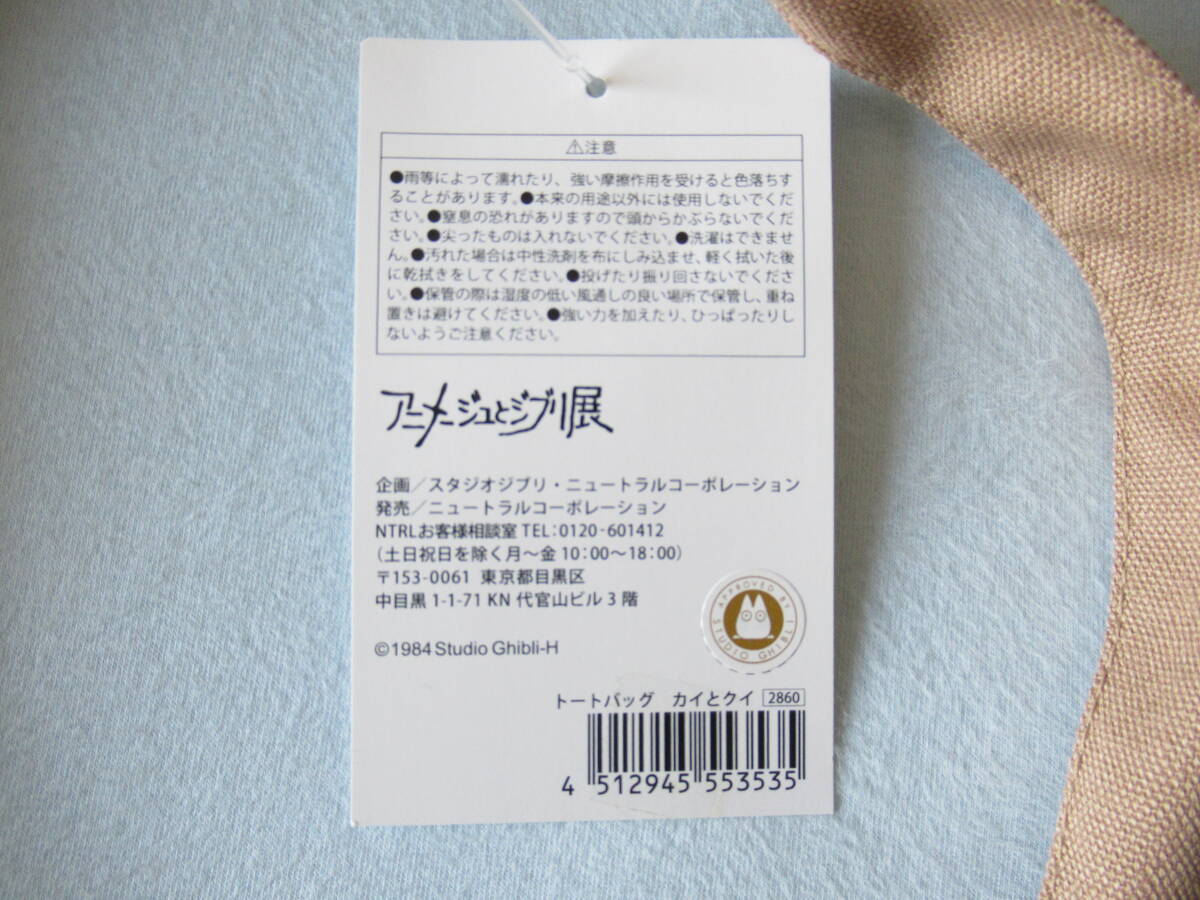 ⚠注意
●雨等によって濡れたり、強い摩擦作用を受けると色落ちす
ることがあります。●本来の用途以外には使用しないでくだ
さい。●窒息の恐れがありますので頭からかぶらないでくだ
さい。●尖ったものは入れないでください。●洗濯はできませ
ん。●汚れた場合は中性洗剤を布にしみ込ませ、軽く拭いた後
に乾拭きをしてください。●投げたり振り回さないでくださ
い。●保管の際は湿度の低い風通しの良い場所で保管し、重ね
置きは避けてください。●強い力を加えたり、ひっぱったりし
ないようご注意ください。
アニメージュとジブリ展
企画／スタジオジブリ・ニュートラルコーポレーション
発売／ニュートラルコーポレーション
NTRLお客様相談室 TEL:0120-601412
(土日祝日を除く月〜金 10:00〜18:00)
〒153-0061 東京都目黒区
中目黒 1-1-71 KN 代官山ビル 3 階
APPROVED BY
STUDIO GHIBLI
©1984 Studio Ghibli-H
トートバッグ カイとクイ 2860
4 512945 553535